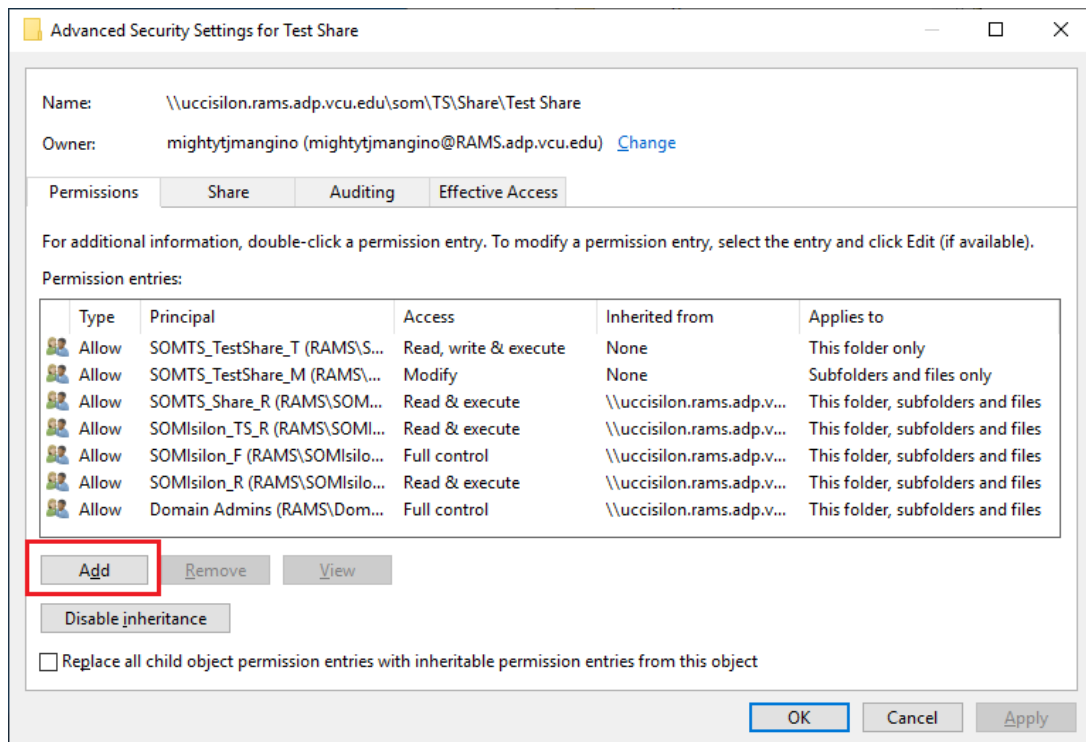 Advanced Security Settings for Test Share
Name: \\uccisilon.rams.adp.vcu.edu\som\TS\Share\Test Share
Owner: mightytjmangino (mightytjmangino@RAMS.adp.vcu.edu) Change
Permissions Share Auditing Effective Access
For additional information, double-click a permission entry. To modify a permission entry, select the entry and click Edit (if available).
Permission entries:
Type Principal Access Inherited from Applies to
Allow SOMTS_TestShare_T (RAMS\S... Read, write & execute None This folder only
Allow SOMTS_TestShare_M (RAMS\... Modify None Subfolders and files only
Allow SOMTS_Share_R (RAMS\SOM... Read & execute \\uccisilon.rams.adp.v... This folder, subfolders and files
Allow SOMIsilon_TS_R (RAMS\SOMI... Read & execute \\uccisilon.rams.adp.v... This folder, subfolders and files
Allow SOMIsilon_F (RAMS\SOMIsilo... Full control \\uccisilon.rams.adp.v... This folder, subfolders and files
Allow SOMIsilon_R (RAMS\SOMIsilo... Read & execute \\uccisilon.rams.adp.v... This folder, subfolders and files
Allow Domain Admins (RAMS\Dom... Full control \\uccisilon.rams.adp.v... This folder, subfolders and files
Add Remove View
Disable inheritance
Replace all child object permission entries with inheritable permission entries from this object
OK Cancel Apply